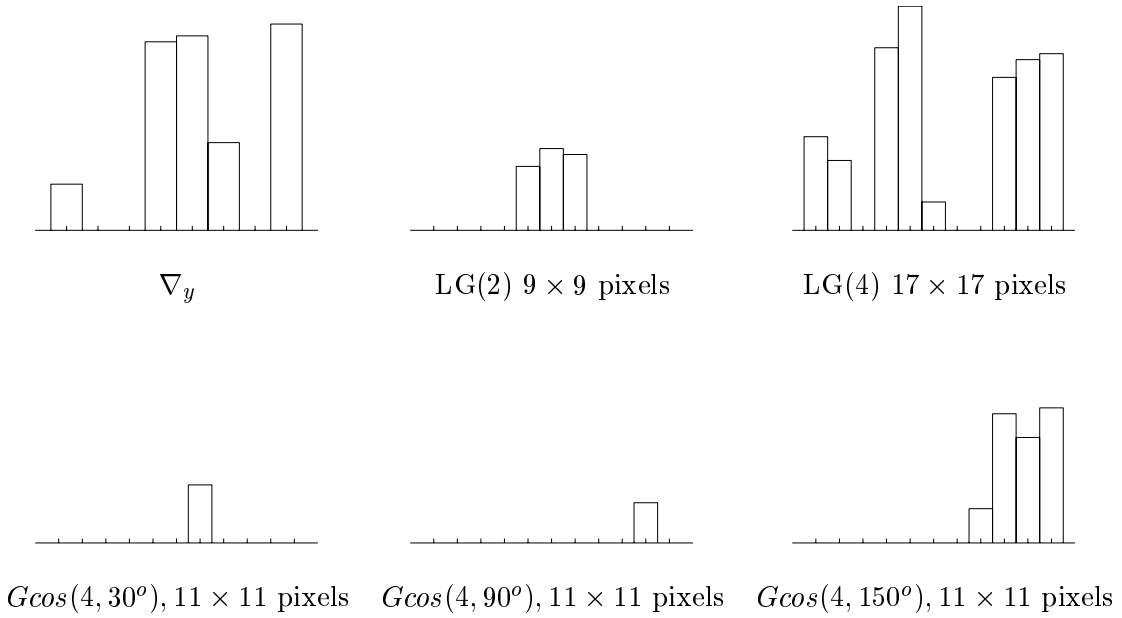 ∇y
LG(2) 9 × 9 pixels
LG(4) 17 × 17 pixels
Gcos(4, 30°), 11 × 11 pixels
Gcos(4, 90°), 11 × 11 pixels
Gcos(4, 150°), 11 × 11 pixels